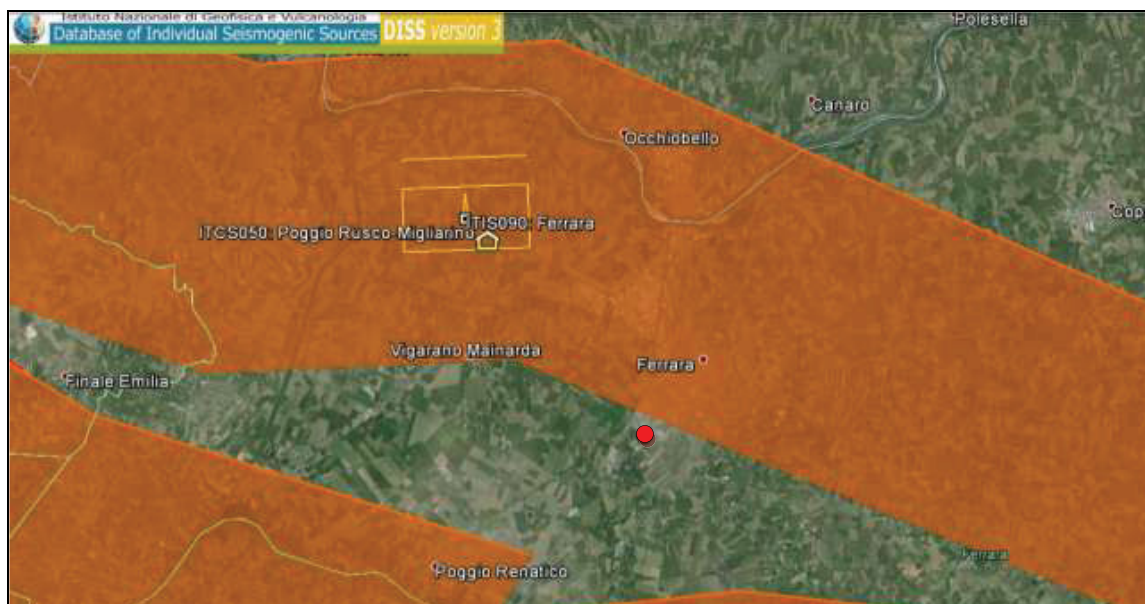 Istituto Nazionale di Geofisica e Vulcanologia
Database of Individual Seismogenic Sources DISS version 3
Polesella
Canaro
Occhiobello
Cop
ITCS050: Poggio Rusco-Migliarino
ITIS090: Ferrara
Vigarano Mainarda
Ferrara
Finale Emilia
Ferrara
Poggio Renatico